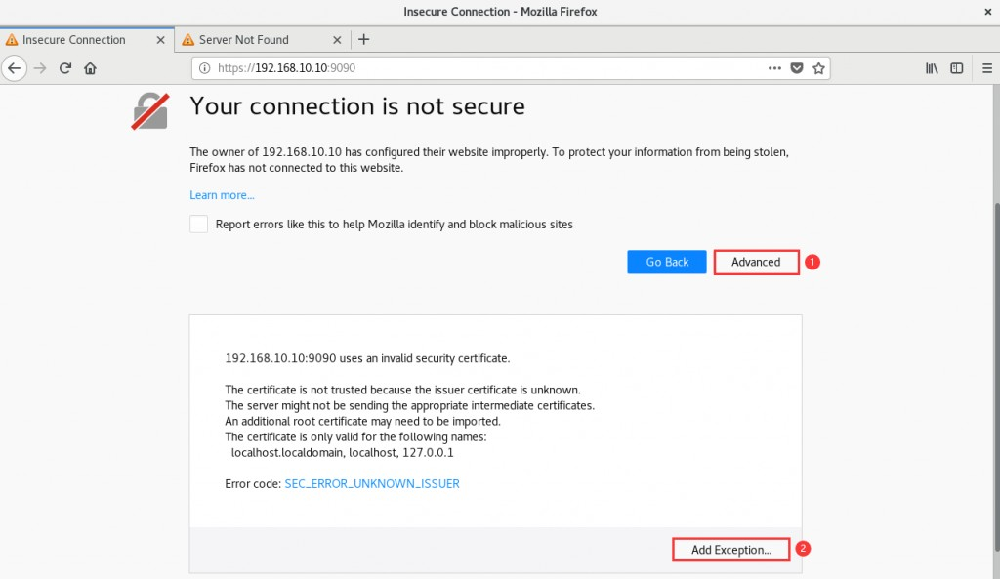 Insecure Connection - Mozilla Firefox
Insecure Connection
Server Not Found
https://192.168.10.10:9090
Your connection is not secure
The owner of 192.168.10.10 has configured their website improperly. To protect your information from being stolen,
Firefox has not connected to this website.
Learn more...
Report errors like this to help Mozilla identify and block malicious sites
Go Back
Advanced
1
192.168.10.10:9090 uses an invalid security certificate.
The certificate is not trusted because the issuer certificate is unknown.
The server might not be sending the appropriate intermediate certificates.
An additional root certificate may need to be imported.
The certificate is only valid for the following names:
localhost.localdomain, localhost, 127.0.0.1
Error code: SEC_ERROR_UNKNOWN_ISSUER
Add Exception...
2